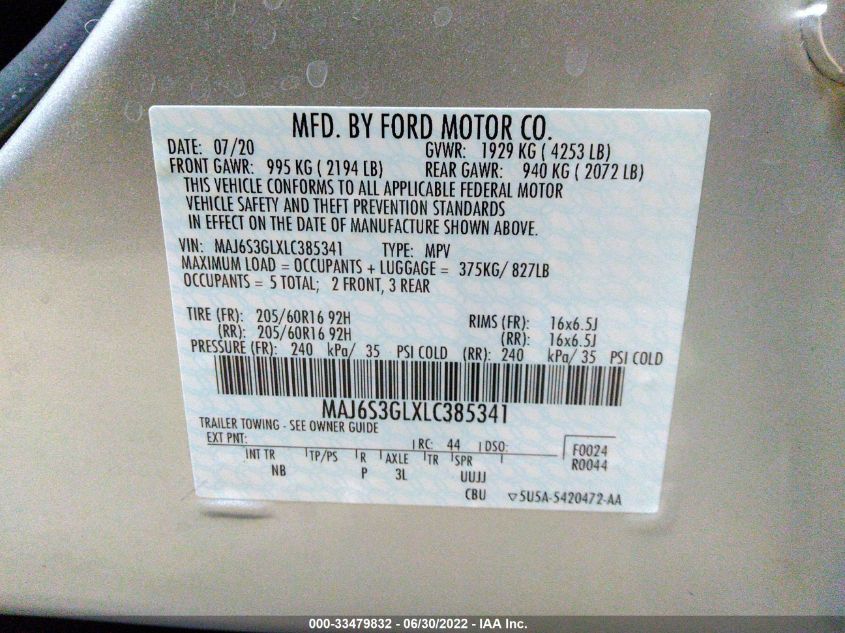 MFD. BY FORD MOTOR CO.
DATE: 07/20 GVWR: 1929 KG ( 4253 LB)
FRONT GAWR: 995 KG ( 2194 LB) REAR GAWR: 940 KG ( 2072 LB)
THIS VEHICLE CONFORMS TO ALL APPLICABLE FEDERAL MOTOR
VEHICLE SAFETY AND THEFT PREVENTION STANDARDS
IN EFFECT ON THE DATE OF MANUFACTURE SHOWN ABOVE.
VIN: MAJ6S3GLXLC385341 TYPE: MPV
MAXIMUM LOAD = OCCUPANTS + LUGGAGE = 375KG/ 827LB
OCCUPANTS = 5 TOTAL; 2 FRONT, 3 REAR
TIRE (FR): 205/60R16 92H RIMS (FR): 16x6.5J
(RR): 205/60R16 92H (RR): 16x6.5J
PRESSURE (FR): 240 kPa/ 35 PSI COLD (RR): 240 kPa/ 35 PSI COLD
MAJ6S3GLXLC385341
TRAILER TOWING - SEE OWNER GUIDE
EXT PNT: RC: 44 DSO: F0024
INT TR TP/PS R AXLE TR SPR R0044
NB P 3L UUJJ
CBU ▽5U5A-5420472-AA
000-33479832 - 06/30/2022 - IAA Inc.